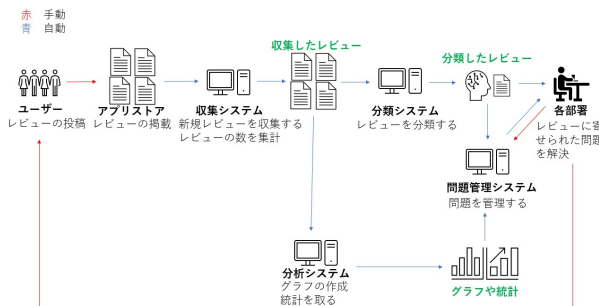 赤　手動
青　自動
収集したレビュー
分類したレビュー
ユーザー
レビューの投稿
アプリストア
レビューの掲載
収集システム
新規レビューを収集する
レビューの数を集計
分類システム
レビューを分類する
各部署
レビューに寄
せられた問題
を解決
問題管理システム
問題を管理する
分析システム
グラフの作成
統計を取る
グラフや統計